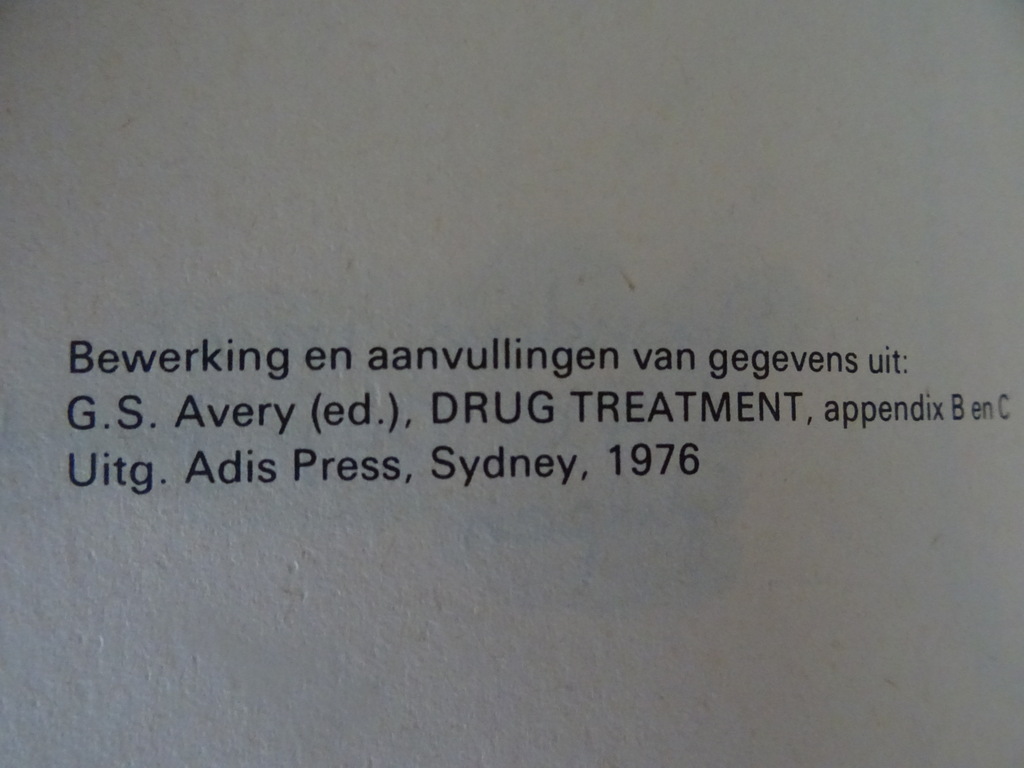 Bewerking en aanvullingen van gegevens uit:
G.S. Avery (ed.), DRUG TREATMENT, appendix B en C
Uitg. Adis Press, Sydney, 1976